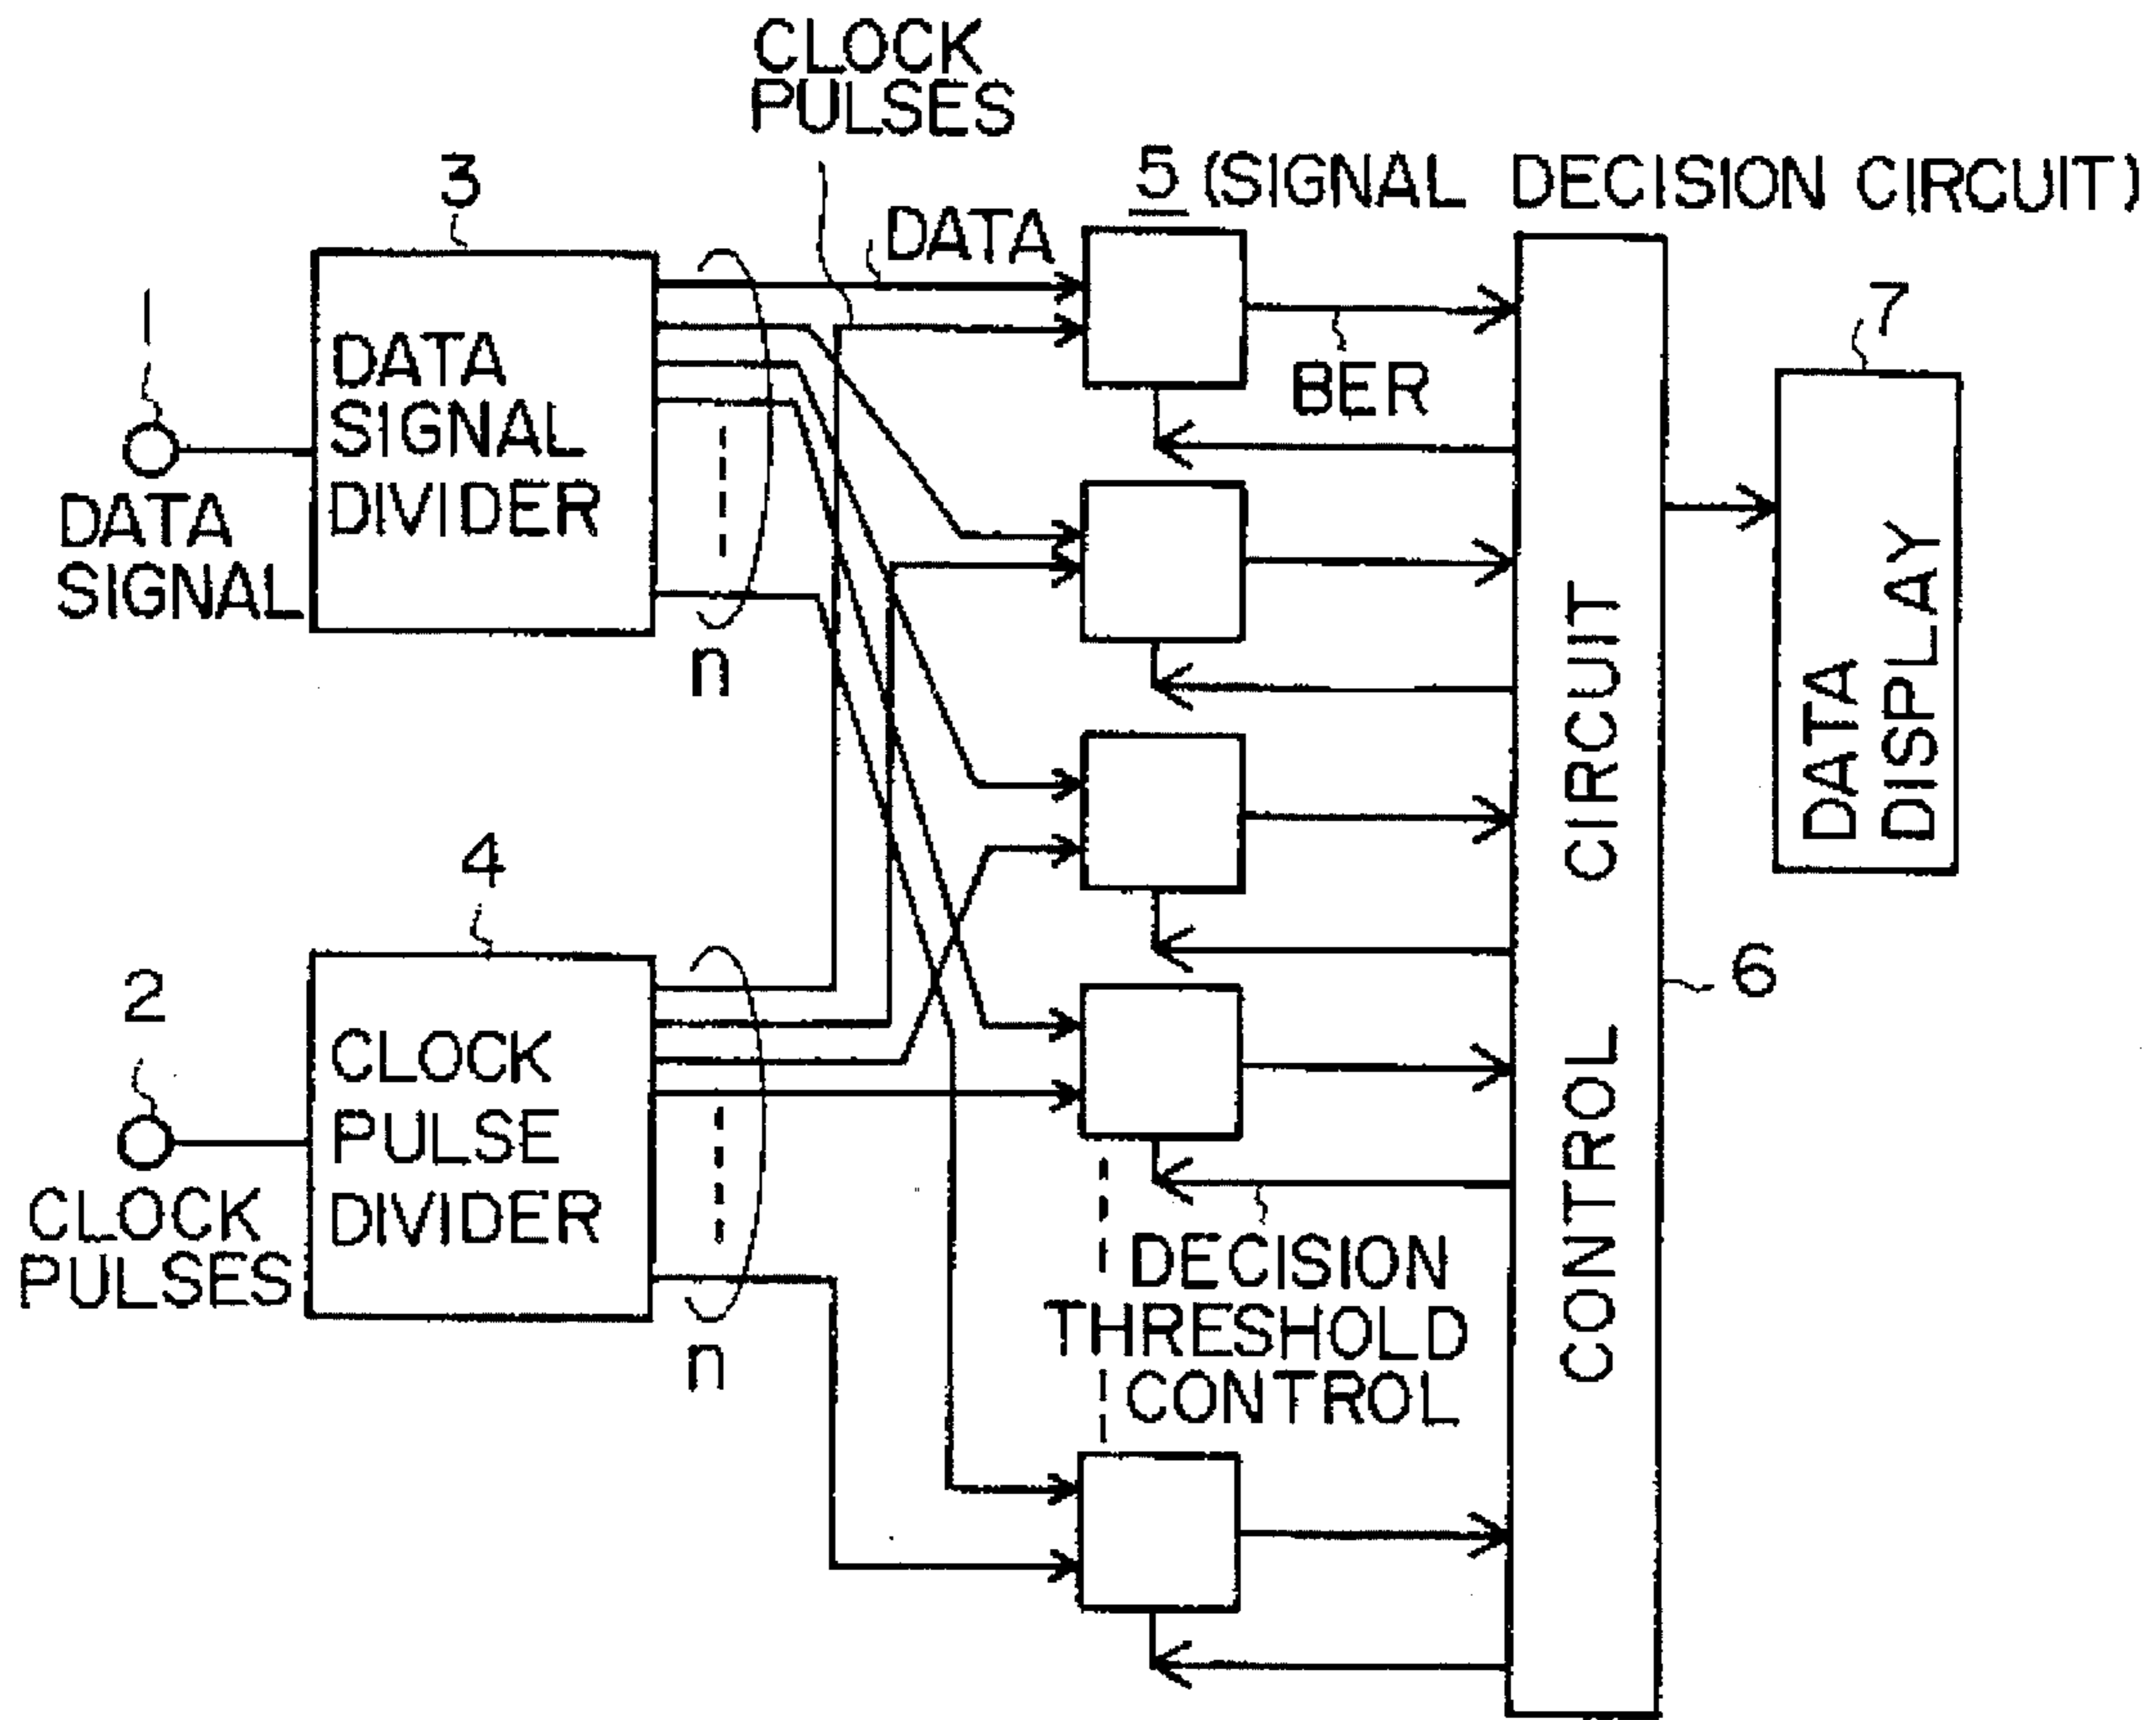 CLOCK
PULSES
3
5 (SIGNAL DECISION CIRCUIT)
DATA
1
7
DATA
SIGNAL
DIVIDER
BER
DATA
SIGNAL
n
DATA
DISPLAY
4
2
6
CLOCK
PULSE
DIVIDER
CLOCK
PULSES
n
DECISION
THRESHOLD
CONTROL
CONTROL CIRCUIT